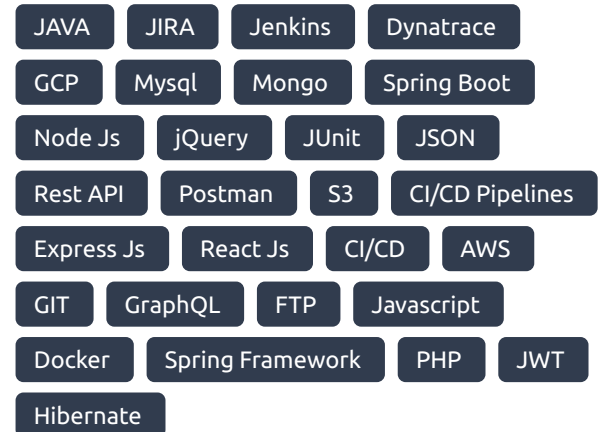 JAVA JIRA Jenkins Dynatrace
GCP Mysql Mongo Spring Boot
Node Js jQuery JUnit JSON
Rest API Postman S3 CI/CD Pipelines
Express Js React Js CI/CD AWS
GIT GraphQL FTP Javascript
Docker Spring Framework PHP JWT
Hibernate